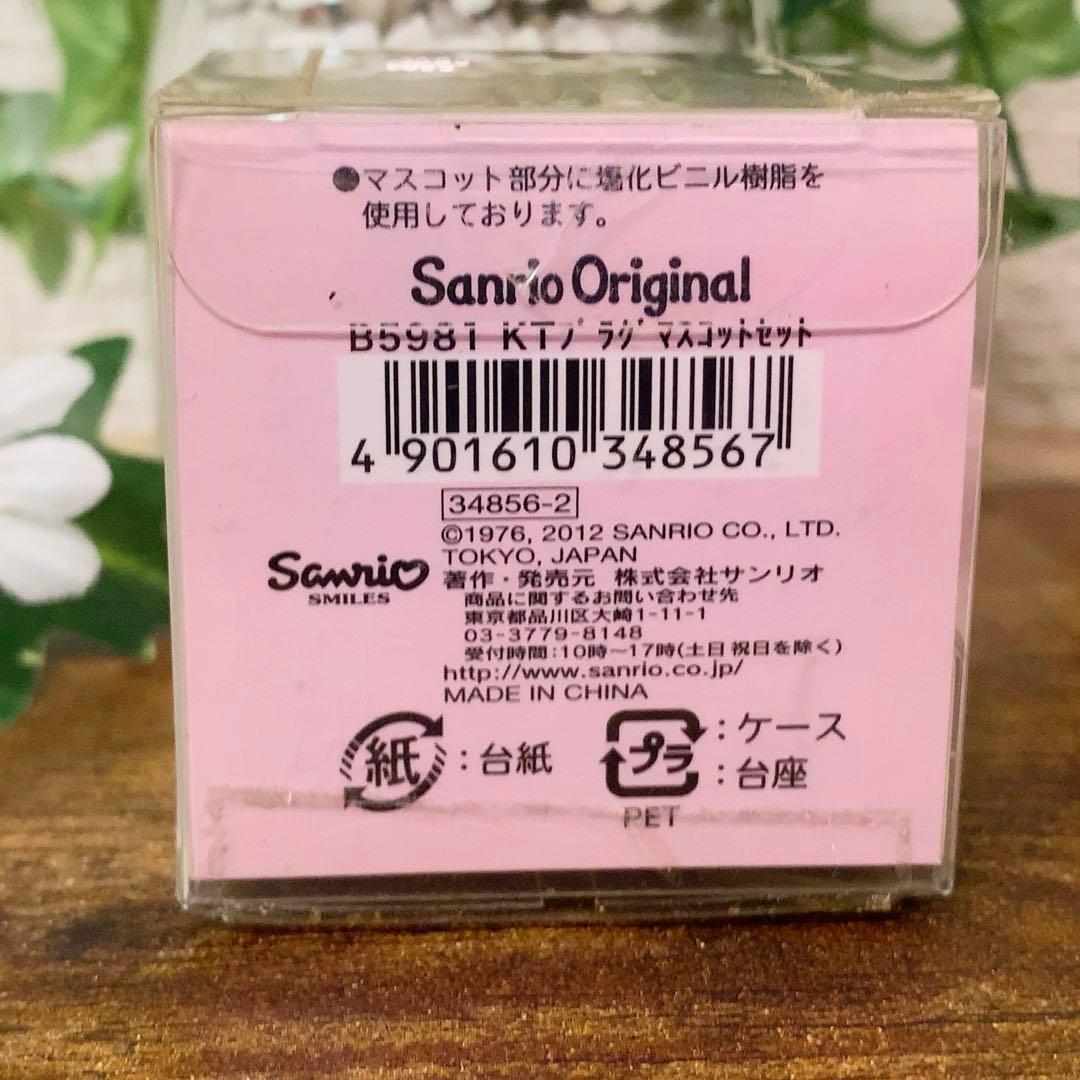 ●マスコット部分に塩化ビニル樹脂を
使用しております。
Sanrio Original
B5981 KTプラグマスコットセット
4 901610 348567
34856-2
©1976, 2012 SANRIO CO., LTD.
TOKYO, JAPAN
Sanrio
SMILES
著作・発売元 株式会社サンリオ
商品に関するお問い合わせ先
東京都品川区大崎1-11-1
03-3779-8148
受付時間:10時～17時(土日祝日を除く)
http://www.sanrio.co.jp/
MADE IN CHINA
紙:台紙
プラ:ケース
:台座
PET